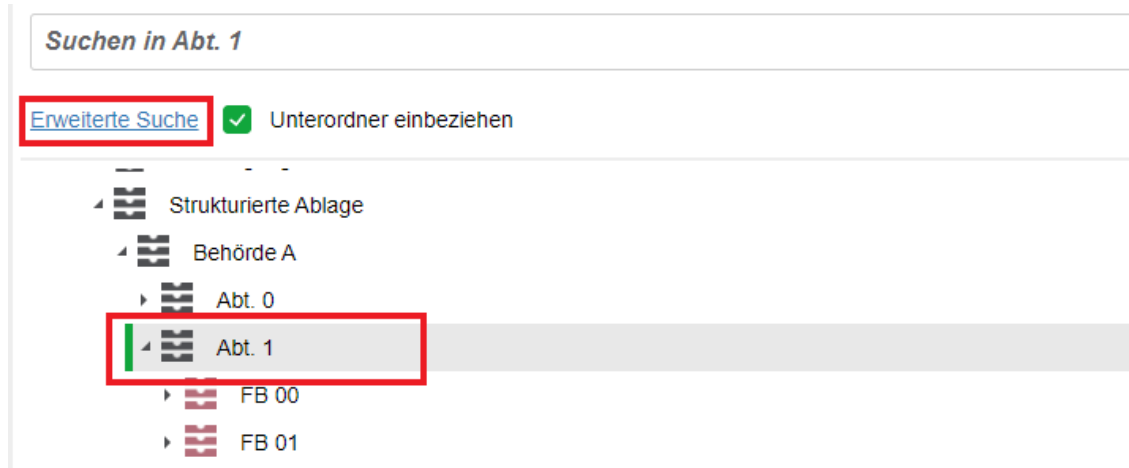 Suchen in Abt. 1
Erweiterte Suche Unterordner einbeziehen
Strukturierte Ablage
Behörde A
Abt. 0
Abt. 1
FB 00
FB 01